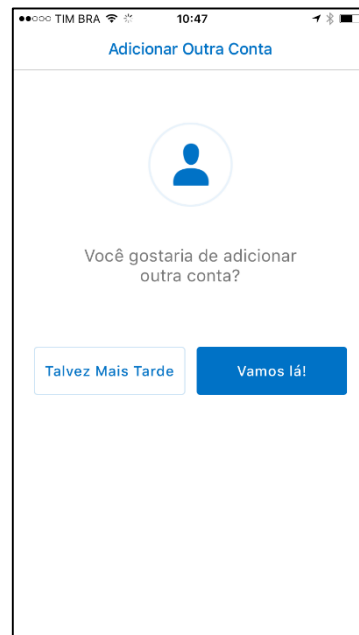 TIM BRA 10:47
Adicionar Outra Conta
Você gostaria de adicionar
outra conta?
Talvez Mais Tarde Vamos lá!